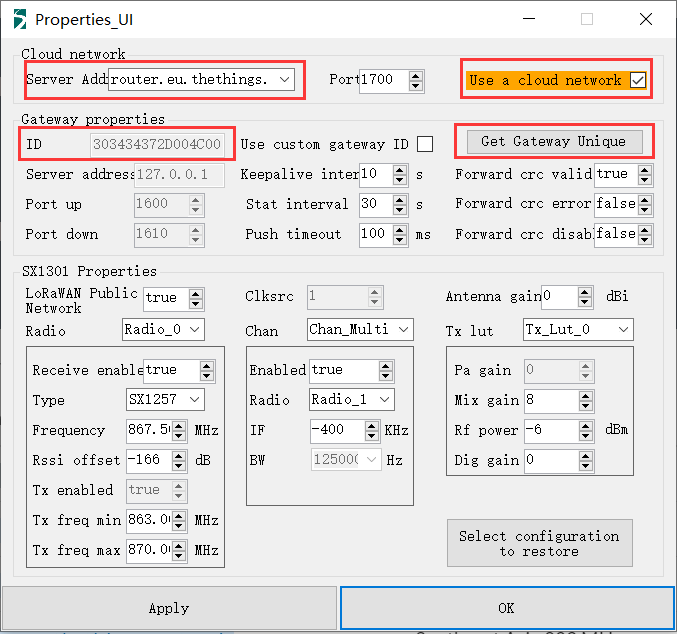 Properties_UI
Cloud network
Server Add router.eu.thethings. Port 1700 Use a cloud network
Gateway properties
ID 303434372D004C00 Use custom gateway ID Get Gateway Unique
Server address 127.0.0.1 Keepalive inter 10 s Forward crc valid true
Port up 1600 Stat interval 30 s Forward crc error false
Port down 1610 Push timeout 100 ms Forward crc disab false
SX1301 Properties
LoRaWAN Public Network true Clksrc 1 Antenna gain 0 dBi
Radio Radio_0 Chan Chan_Multi Tx lut Tx_Lut_0
Receive enable true Enabled true Pa gain 0
Type SX1257 Radio Radio_1 Mix gain 8
Frequency 867.50 MHz IF -400 KHz Rf power -6 dBm
Rssi offset -166 dB BW 125000 Hz Dig gain 0
Tx enabled true
Tx freq min 863.0 MHz
Tx freq max 870.0 MHz
Select configuration
to restore
Apply OK